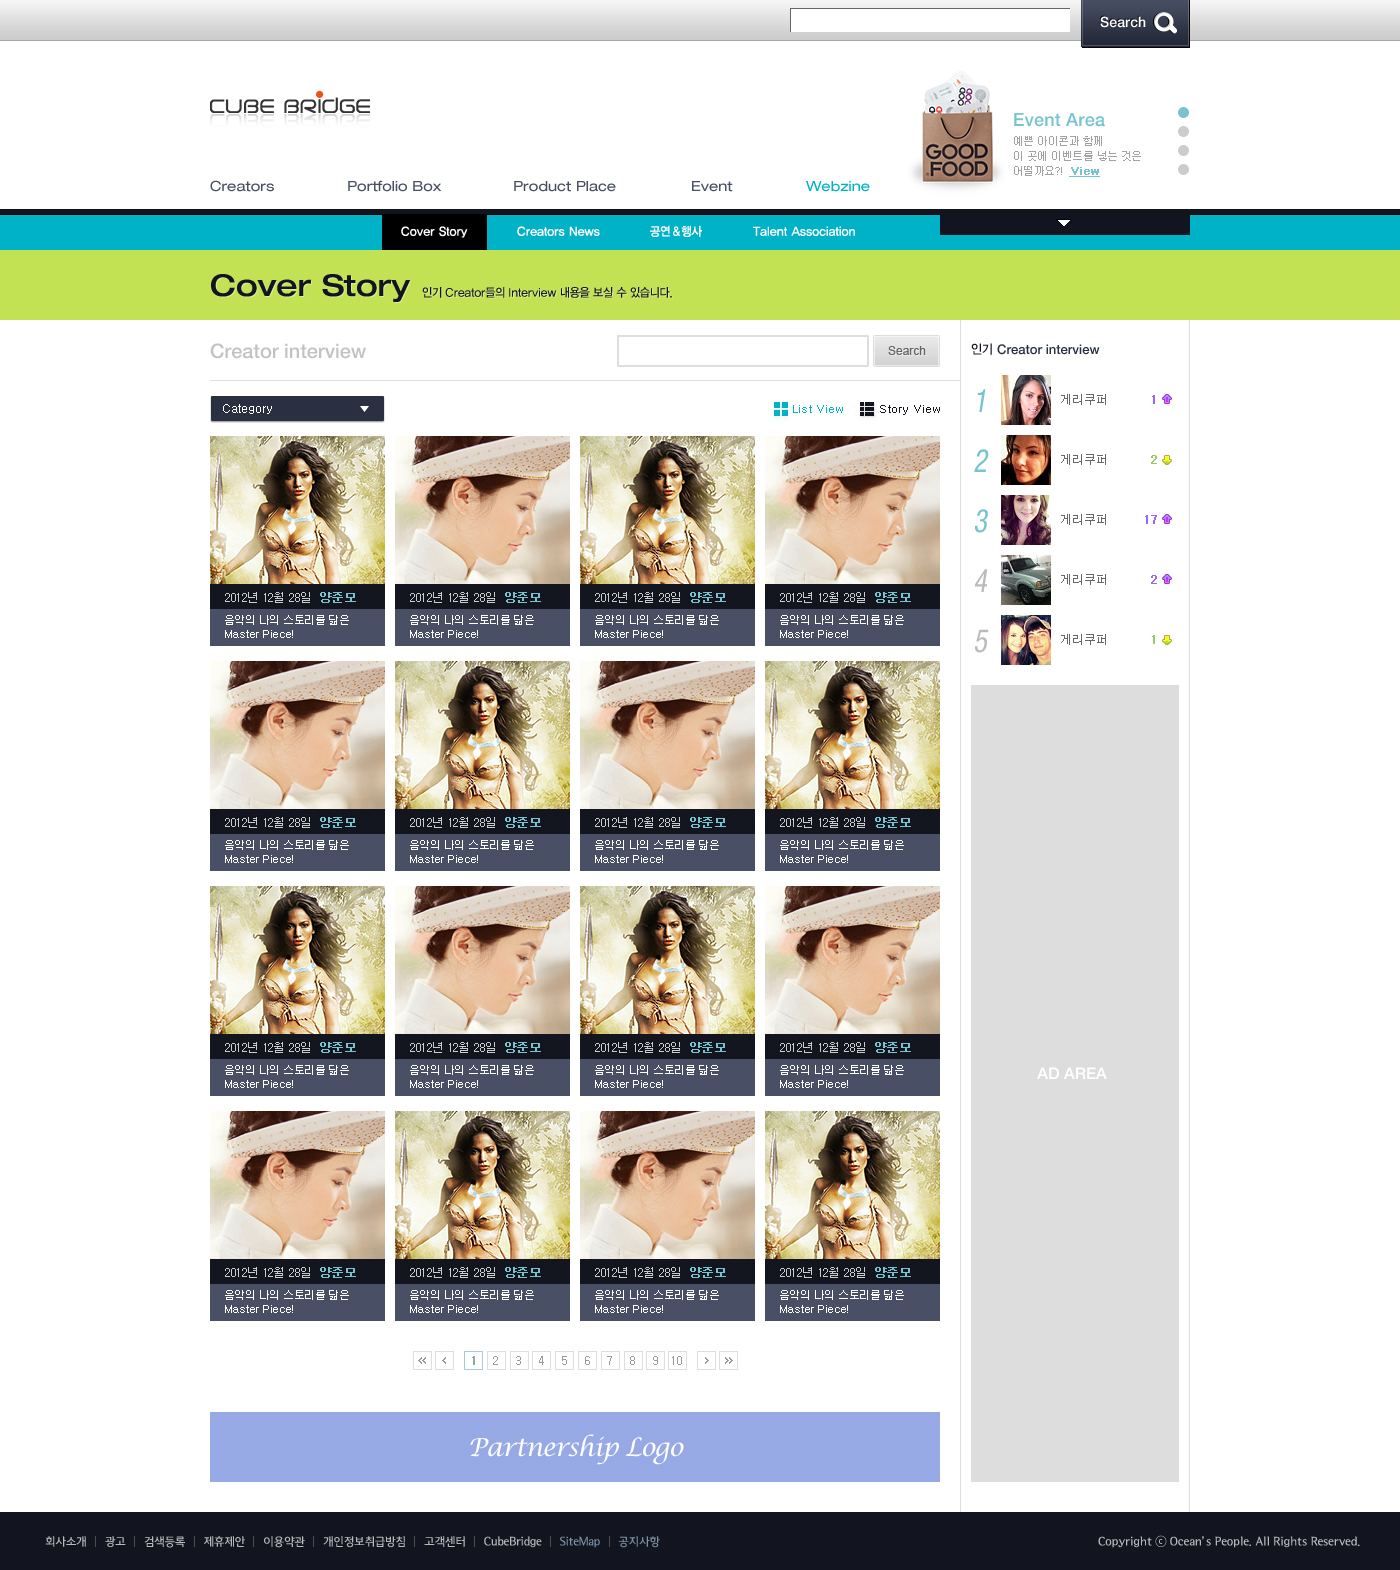 Search
CUBE BRIDGE
GOOD
FOOD
Event Area
예쁜 아이콘과 함께
이 곳에 이벤트를 넣는 것은
어떨까요?! View
Creators Portfolio Box Product Place Event Webzine
Cover Story Creators News 공연&행사 Talent Association
Cover Story 인기 Creator들의 Interview 내용을 보실 수 있습니다.
Creator interview Search
Category List View Story View
2012년 12월 28일 양준모 2012년 12월 28일 양준모 2012년 12월 28일 양준모 2012년 12월 28일 양준모
음악의 나의 스토리를 닮은 음악의 나의 스토리를 닮은 음악의 나의 스토리를 닮은 음악의 나의 스토리를 닮은
Master Piece! Master Piece! Master Piece! Master Piece!
2012년 12월 28일 양준모 2012년 12월 28일 양준모 2012년 12월 28일 양준모 2012년 12월 28일 양준모
음악의 나의 스토리를 닮은 음악의 나의 스토리를 닮은 음악의 나의 스토리를 닮은 음악의 나의 스토리를 닮은
Master Piece! Master Piece! Master Piece! Master Piece!
2012년 12월 28일 양준모 2012년 12월 28일 양준모 2012년 12월 28일 양준모 2012년 12월 28일 양준모
음악의 나의 스토리를 닮은 음악의 나의 스토리를 닮은 음악의 나의 스토리를 닮은 음악의 나의 스토리를 닮은
Master Piece! Master Piece! Master Piece! Master Piece!
2012년 12월 28일 양준모 2012년 12월 28일 양준모 2012년 12월 28일 양준모 2012년 12월 28일 양준모
음악의 나의 스토리를 닮은 음악의 나의 스토리를 닮은 음악의 나의 스토리를 닮은 음악의 나의 스토리를 닮은
Master Piece! Master Piece! Master Piece! Master Piece!
« ‹ 1 2 3 4 5 6 7 8 9 10 › »
Partnership Logo
인기 Creator interview
1 게리쿠퍼 1
2 게리쿠퍼 2
3 게리쿠퍼 17
4 게리쿠퍼 2
5 게리쿠퍼 1
AD AREA
회사소개 | 광고 | 검색등록 | 제휴제안 | 이용약관 | 개인정보취급방침 | 고객센터 | CubeBridge | SiteMap | 공지사항
Copyright ⓒ Ocean's People. All Rights Reserved.